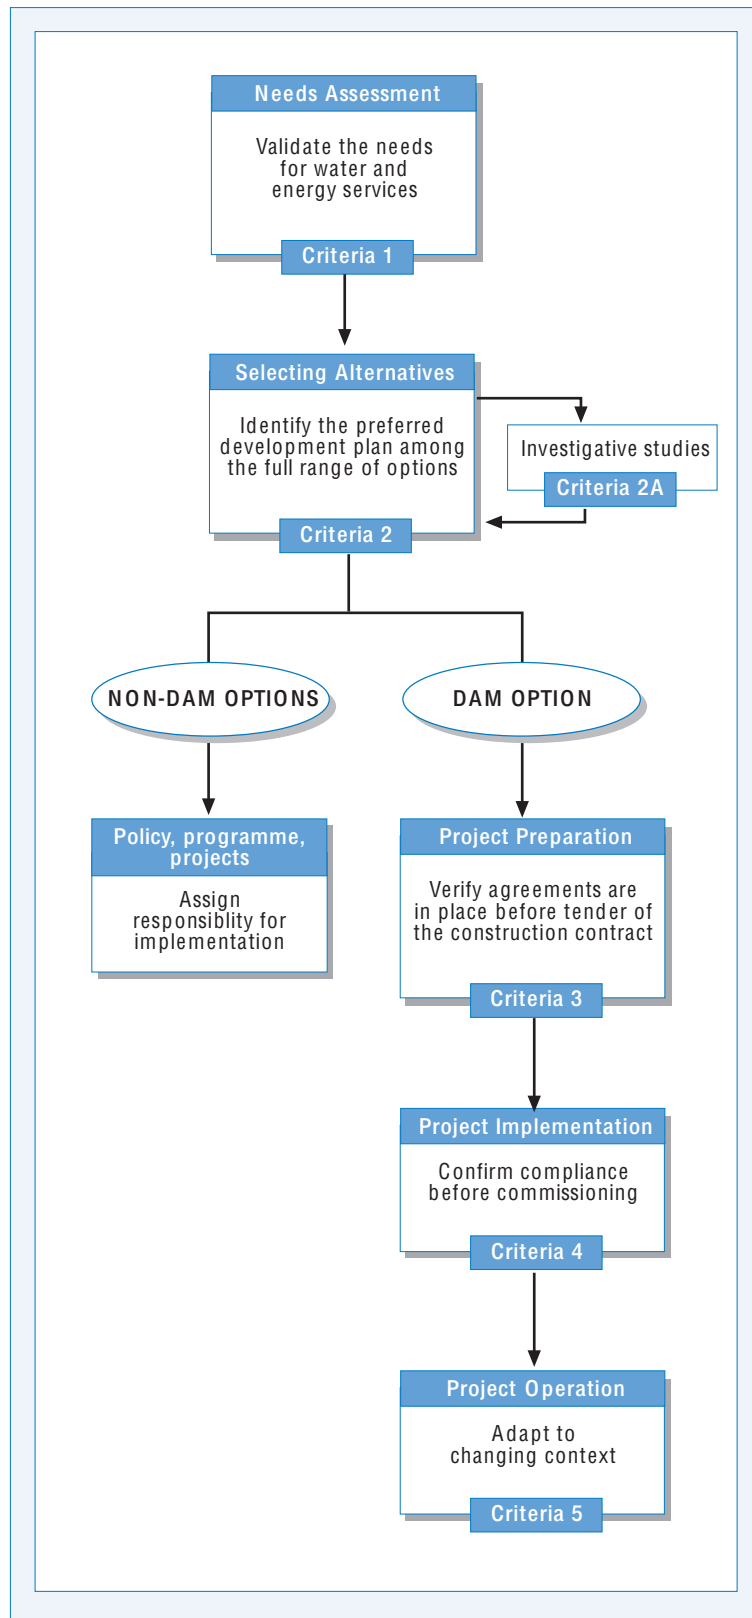 Needs Assessment
Validate the needs
for water and
energy services
Criteria 1
Selecting Alternatives
Identify the preferred
development plan among
the full range of options
Criteria 2
Investigative studies
Criteria 2A
NON-DAM OPTIONS
DAM OPTION
Policy, programme,
projects
Assign
responsiblity for
implementation
Project Preparation
Verify agreements are
in place before tender of
the construction contract
Criteria 3
Project Implementation
Confirm compliance
before commissioning
Criteria 4
Project Operation
Adapt to
changing context
Criteria 5